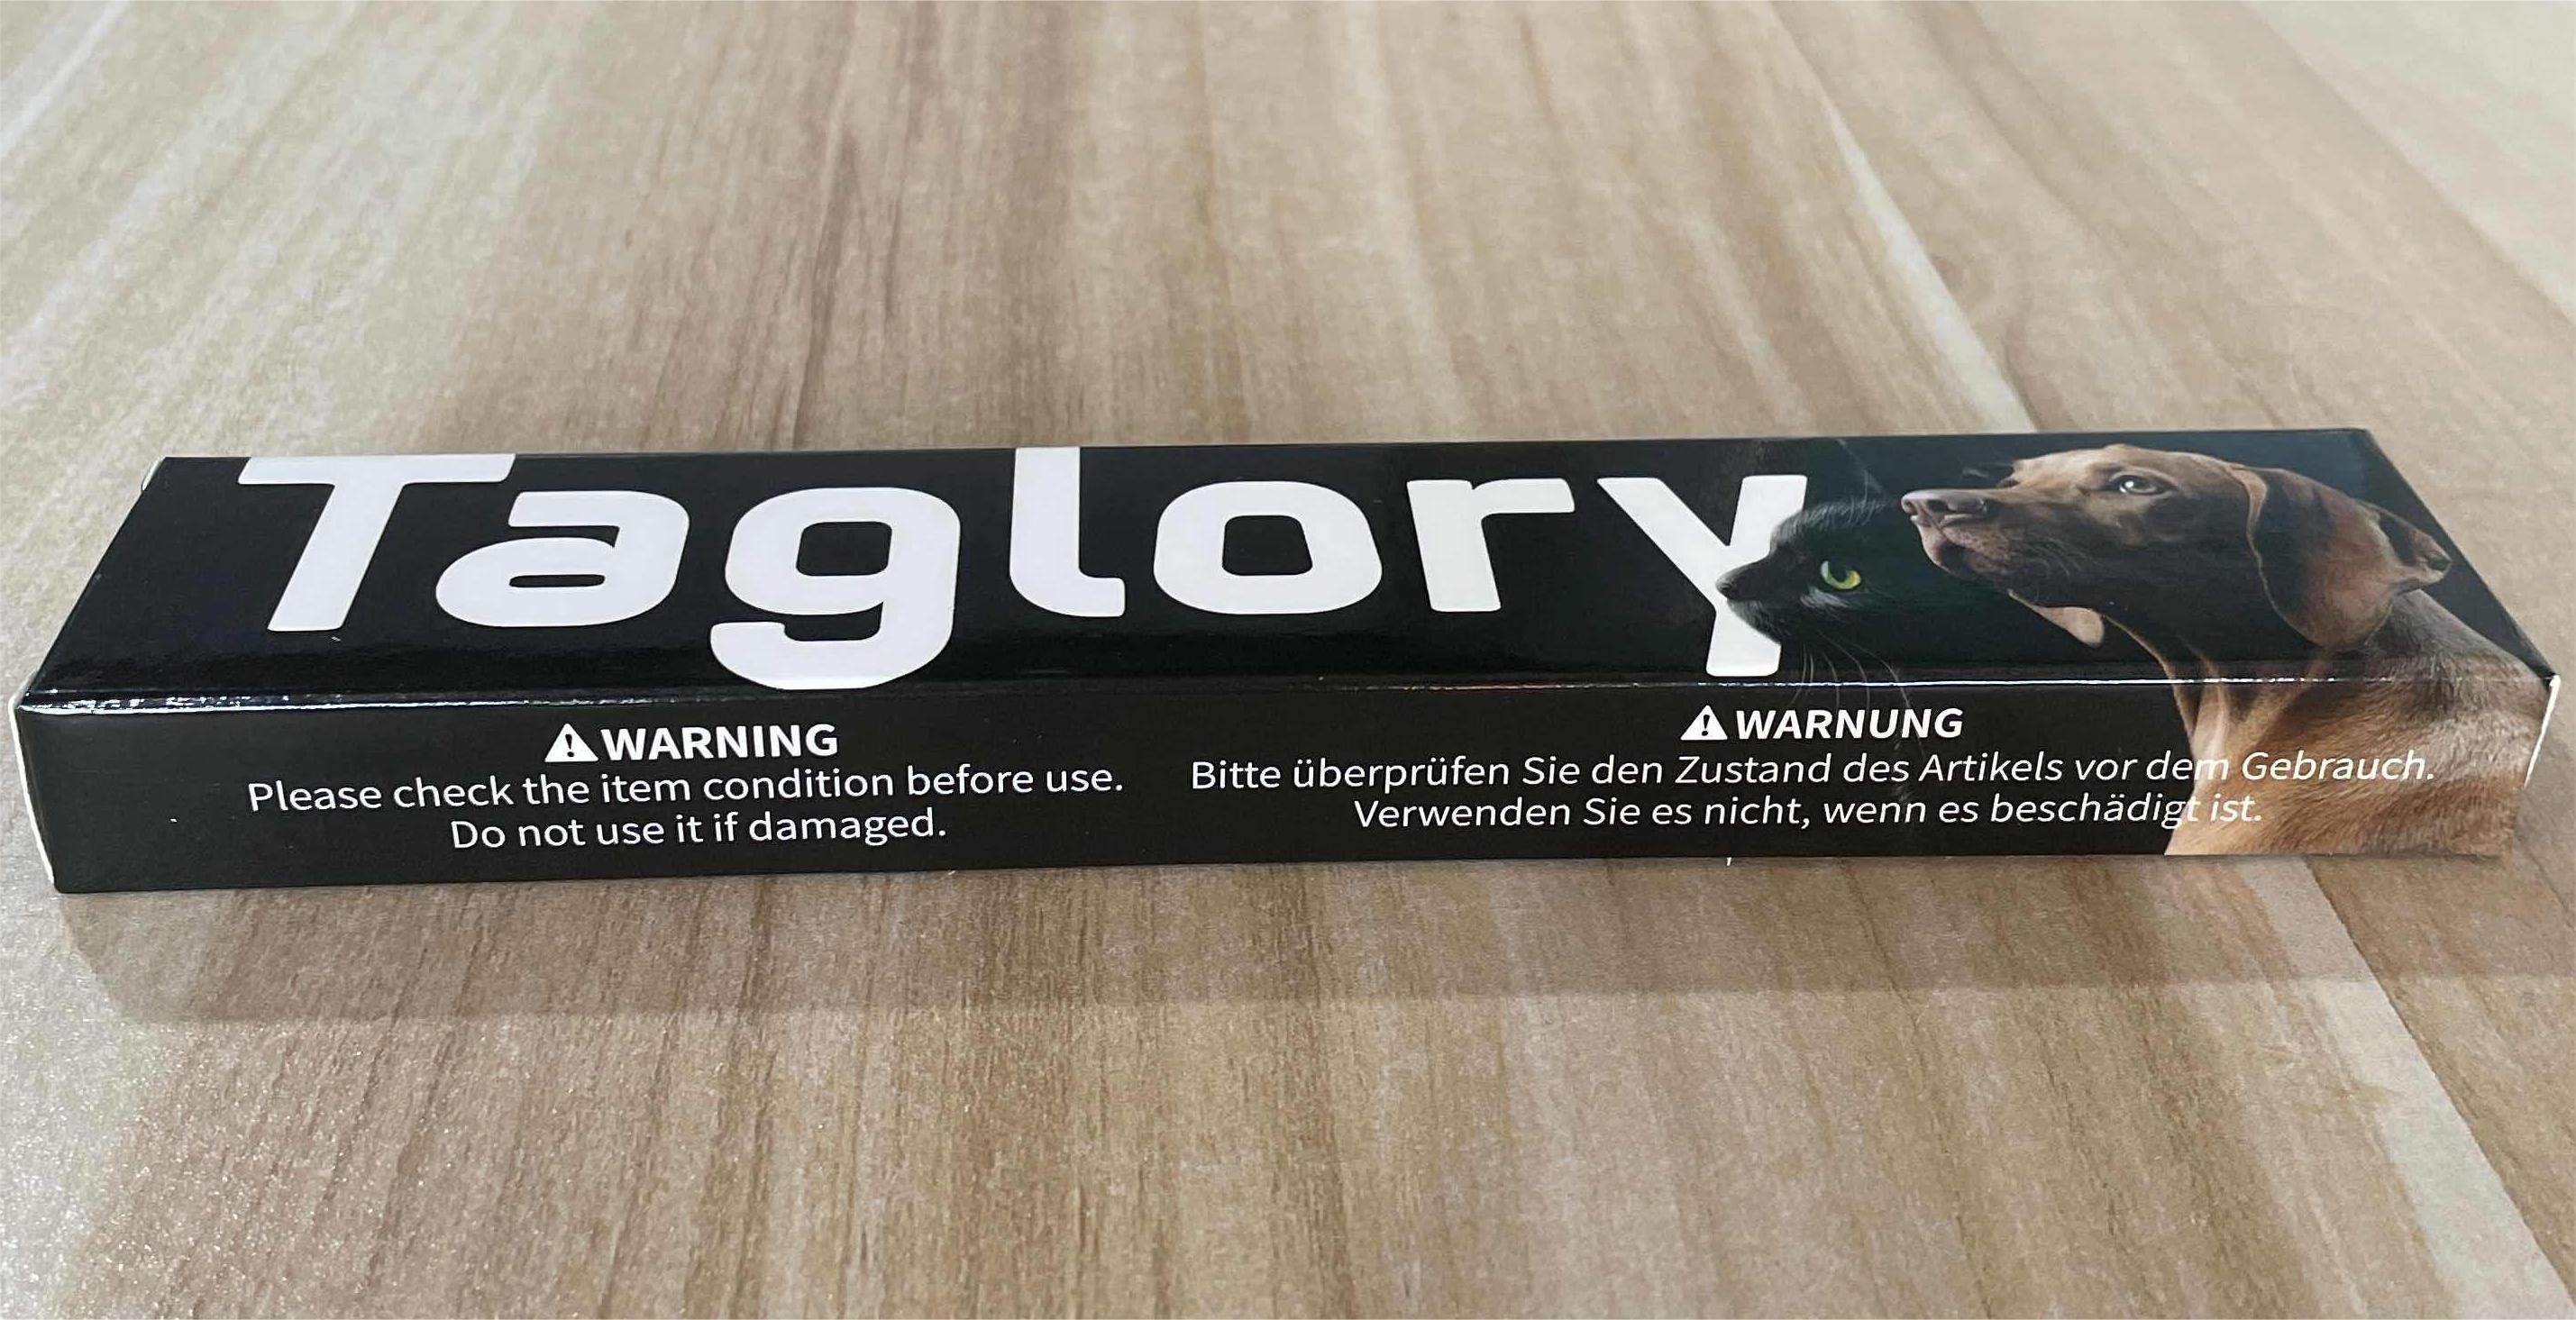 Taglory
⚠WARNING
Please check the item condition before use.
Do not use it if damaged.
⚠WARNUNG
Bitte überprüfen Sie den Zustand des Artikels vor dem Gebrauch.
Verwenden Sie es nicht, wenn es beschädigt ist.